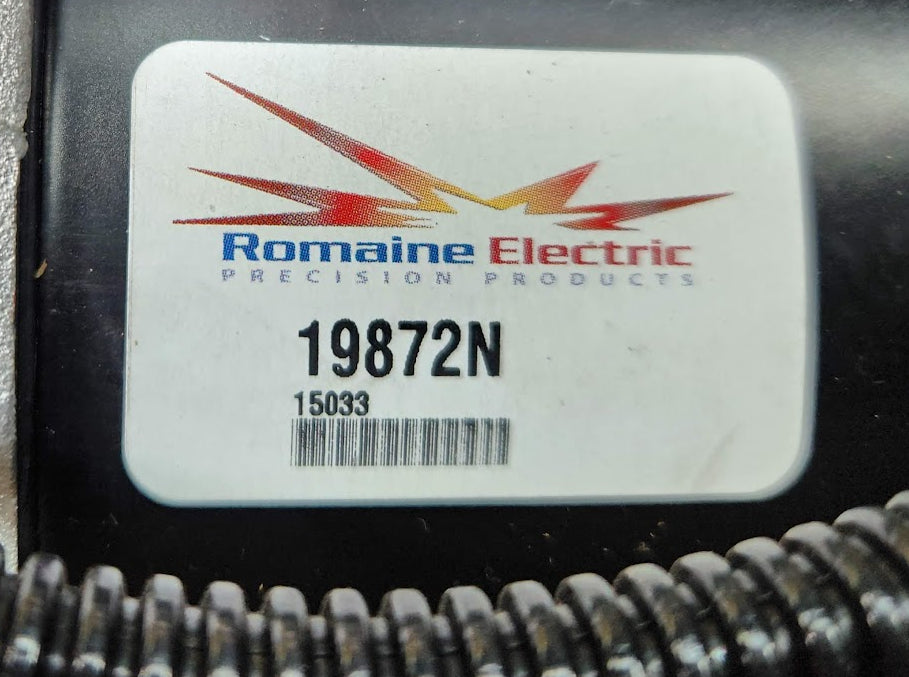 Romaine Electric
PRECISION PRODUCTS
19872N
15033